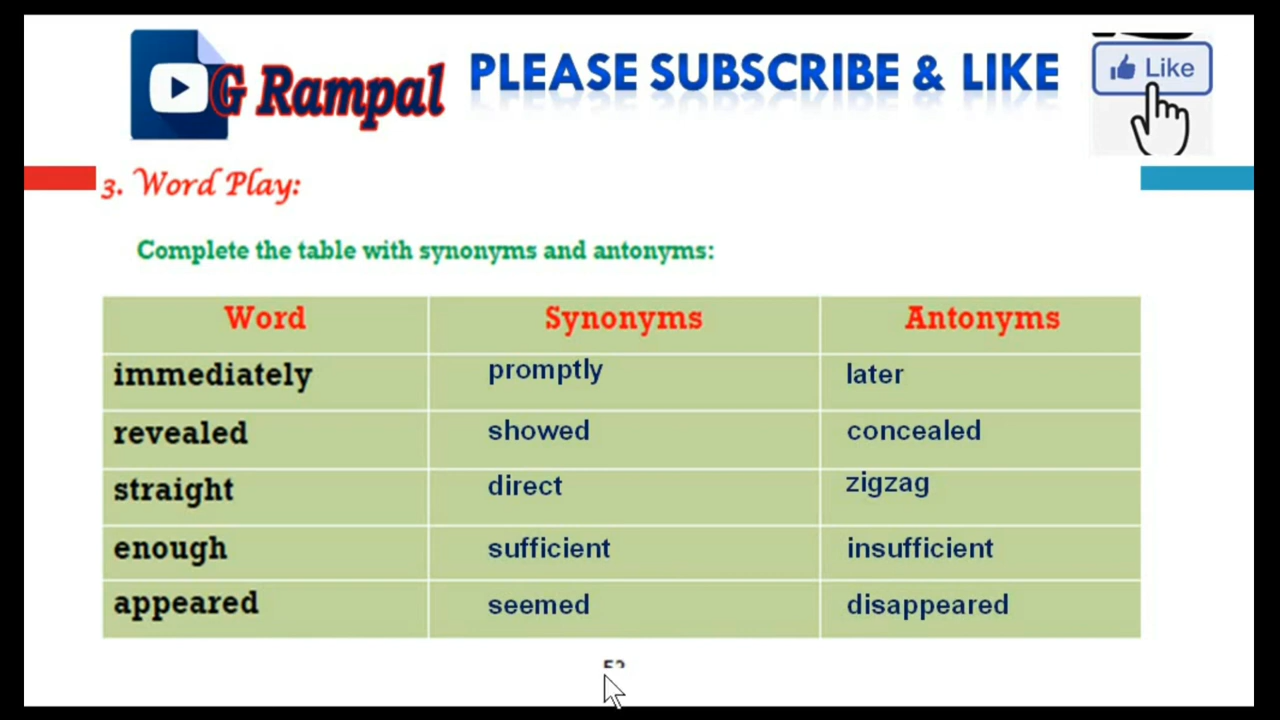 G Rampal
PLEASE SUBSCRIBE & LIKE
Like
3. Word Play:
Complete the table with synonyms and antonyms:
Word Synonyms Antonyms
immediately promptly later
revealed showed concealed
straight direct zigzag
enough sufficient insufficient
appeared seemed disappeared